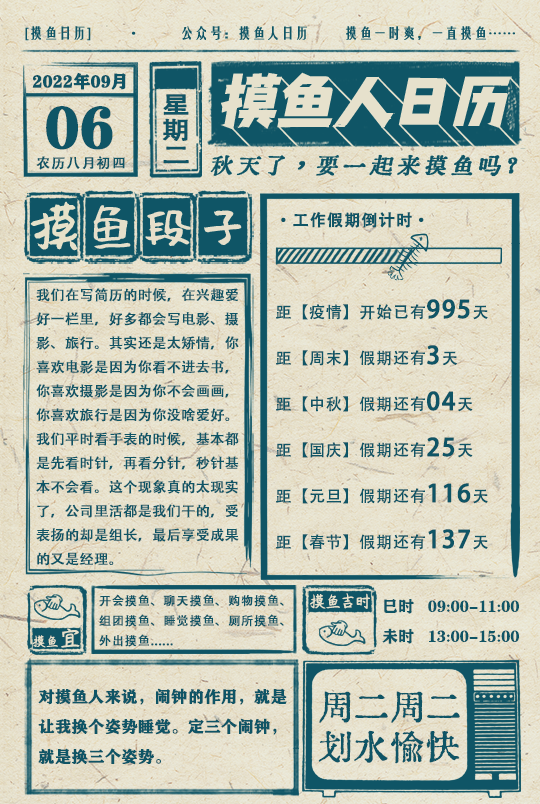 [摸鱼日历] · 公众号：摸鱼人日历 摸鱼一时爽，一直摸鱼……
2022年09月
06
农历八月初四
星期二
摸鱼人日历
秋天了，要一起来摸鱼吗？
摸鱼段子
我们在写简历的时候，在兴趣爱
好一栏里，好多都会写电影、摄
影、旅行。其实还是太矫情，你
喜欢电影是因为你看不进去书，
你喜欢摄影是因为你不会画画，
你喜欢旅行是因为你没啥爱好。
我们平时看手表的时候，基本都
是先看时针，再看分针，秒针基
本不会看。这个现象真的太现实
了，公司里活都是我们干的，受
表扬的却是组长，最后享受成果
的又是经理。
·工作假期倒计时·
距【疫情】开始已有995天
距【周末】假期还有3天
距【中秋】假期还有04天
距【国庆】假期还有25天
距【元旦】假期还有116天
距【春节】假期还有137天
摸鱼宜
开会摸鱼、聊天摸鱼、购物摸鱼、
组团摸鱼、睡觉摸鱼、厕所摸鱼、
外出摸鱼……
摸鱼吉时
巳时 09:00-11:00
未时 13:00-15:00
对摸鱼人来说，闹钟的作用，就是
让我换个姿势睡觉。定三个闹钟，
就是换三个姿势。
周二周二
划水愉快